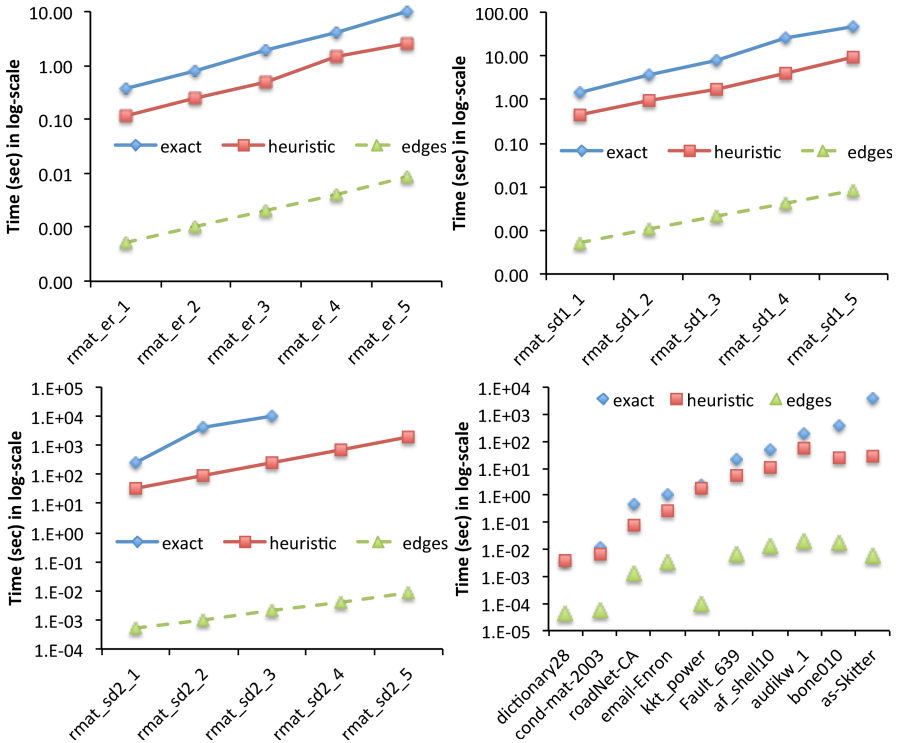 10.00
1.00
0.10
0.01
0.00
0.00
Time (sec) in log-scale
exact heuristic edges
rmat_er_1
rmat_er_2
rmat_er_3
rmat_er_4
rmat_er_5
100.00
10.00
1.00
0.10
0.01
0.00
0.00
Time (sec) in log-scale
exact heuristic edges
rmat_sd1_1
rmat_sd1_2
rmat_sd1_3
rmat_sd1_4
rmat_sd1_5
1.E+05
1.E+04
1.E+03
1.E+02
1.E+01
1.E+00
1.E-01
1.E-02
1.E-03
1.E-04
Time (sec) in log-scale
exact heuristic edges
rmat_sd2_1
rmat_sd2_2
rmat_sd2_3
rmat_sd2_4
rmat_sd2_5
1.E+04
1.E+03
1.E+02
1.E+01
1.E+00
1.E-01
1.E-02
1.E-03
1.E-04
1.E-05
Time (sec) in log-scale
exact heuristic edges
dictionary28
cond-mat-2003
roadNet-CA
email-Enron
kkt_power
Fault_639
af_shell10
audikw_1
bone010
as-Skitter